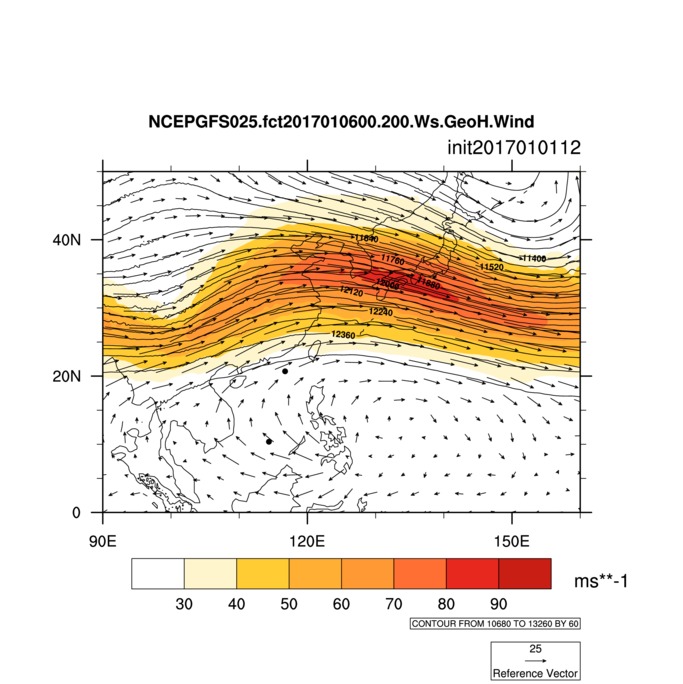 NCEPGFS025.fct2017010600.200.Ws.GeoH.Wind
init2017010112
40N
20N
0
90E 120E 150E
11640
11760
11880
12000
12120
12240
12360
11520
11400
30 40 50 60 70 80 90
ms**-1
CONTOUR FROM 10680 TO 13260 BY 60
25
Reference Vector